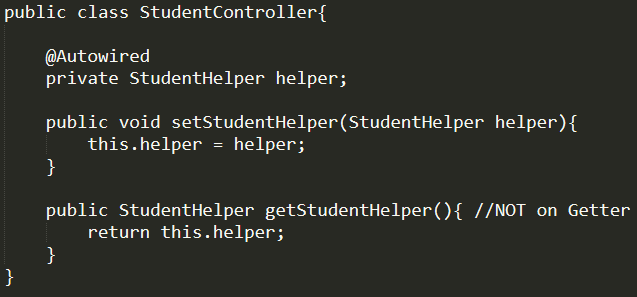 public class StudentController{
@Autowired
private StudentHelper helper;
public void setStudentHelper(StudentHelper helper){
this.helper = helper;
}
public StudentHelper getStudentHelper(){ //NOT on Getter
return this.helper;
}
}